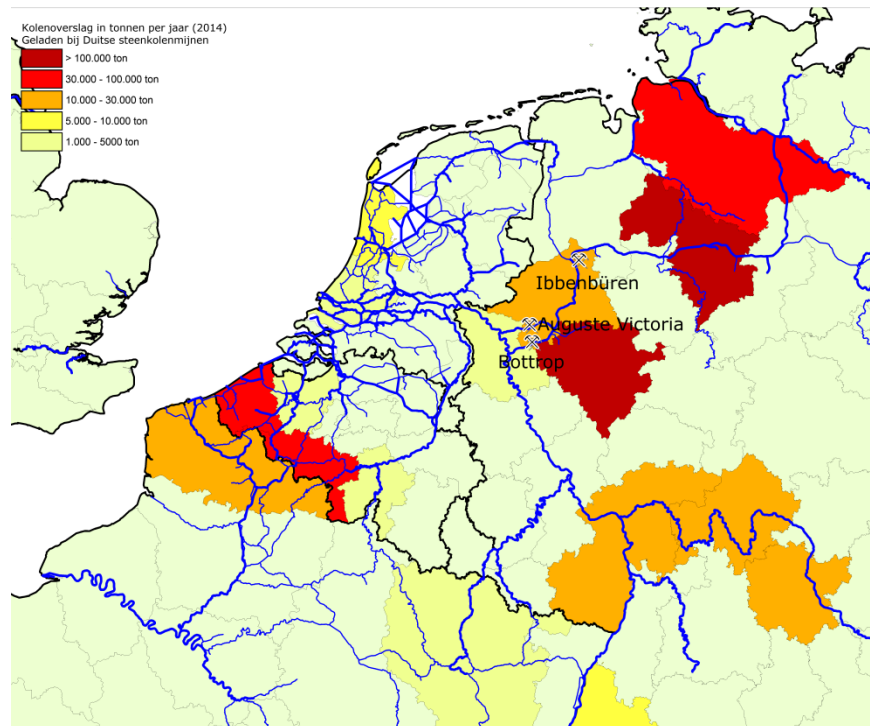 Kolenoverslag in tonnen per jaar (2014)
Geladen bij Duitse steenkolenmijnen
> 100.000 ton
30.000 - 100.000 ton
10.000 - 30.000 ton
5.000 - 10.000 ton
1.000 - 5000 ton
Ibbenbüren
Auguste Victoria
Bottrop